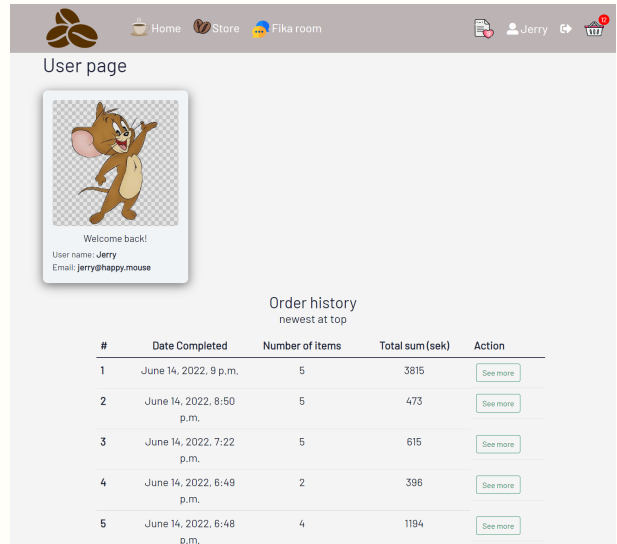 Home Store Fika room Jerry 12
User page
Welcome back!
User name: Jerry
Email: jerry@happy.mouse
Order history
newest at top
# Date Completed Number of items Total sum (sek) Action
1 June 14, 2022, 9 p.m. 5 3815 See more
2 June 14, 2022, 8:50 5 473 See more
p.m.
3 June 14, 2022, 7:22 5 615 See more
p.m.
4 June 14, 2022, 6:49 2 396 See more
p.m.
5 June 14, 2022, 6:48 4 1194 See more
p.m.